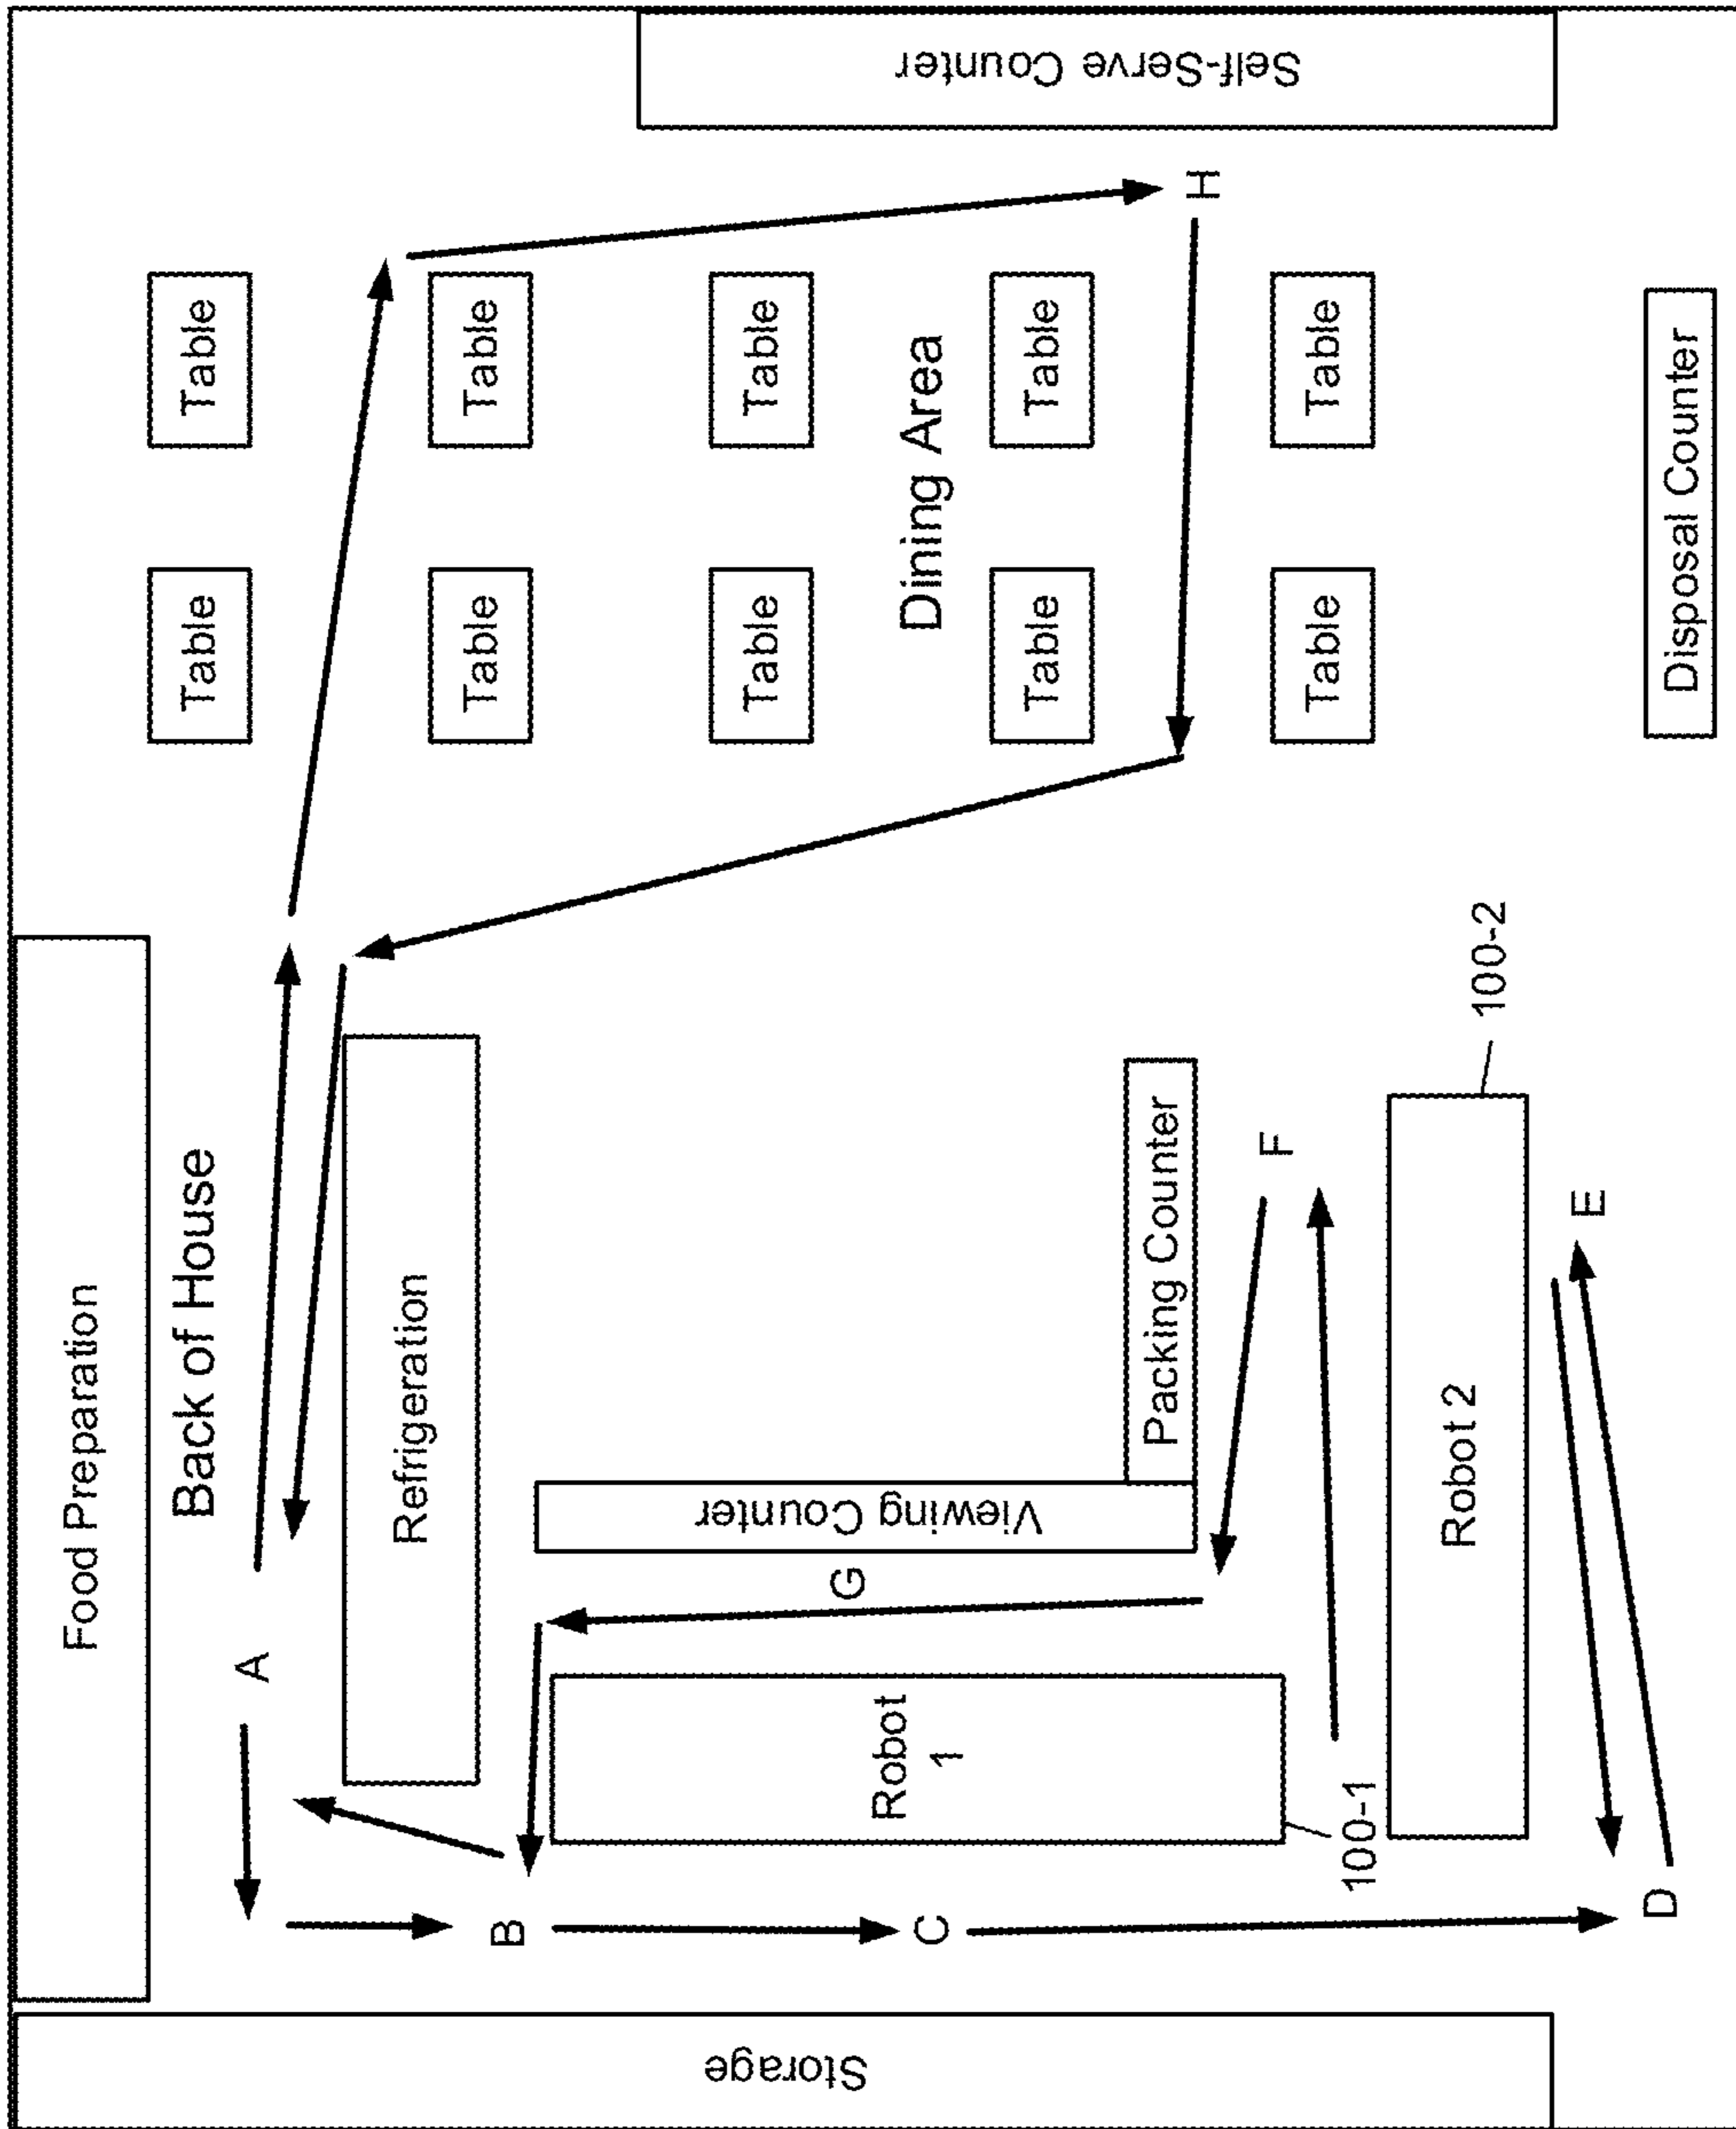 Food Preparation
Back of House
Refrigeration
Storage
A
B
C
D
E
F
G
H
Robot
1
100-1
Viewing Counter
Packing Counter
Robot 2
100-2
Table
Table
Table
Table
Table
Table
Table
Table
Table
Table
Dining Area
Self-Serve Counter
Disposal Counter